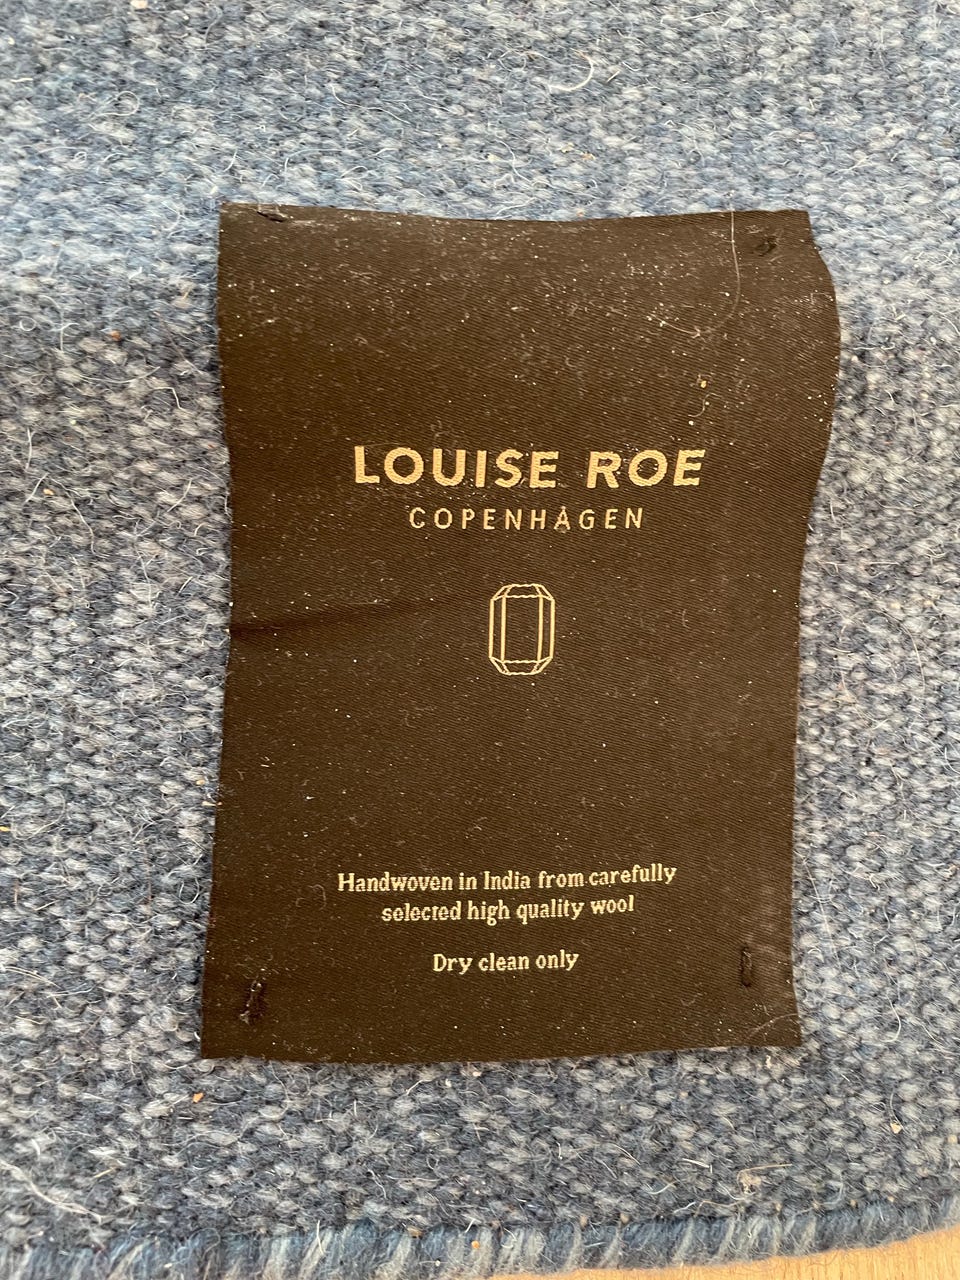 LOUISE ROE
COPENHAGEN
Handwoven in India from carefully
selected high quality wool
Dry clean only